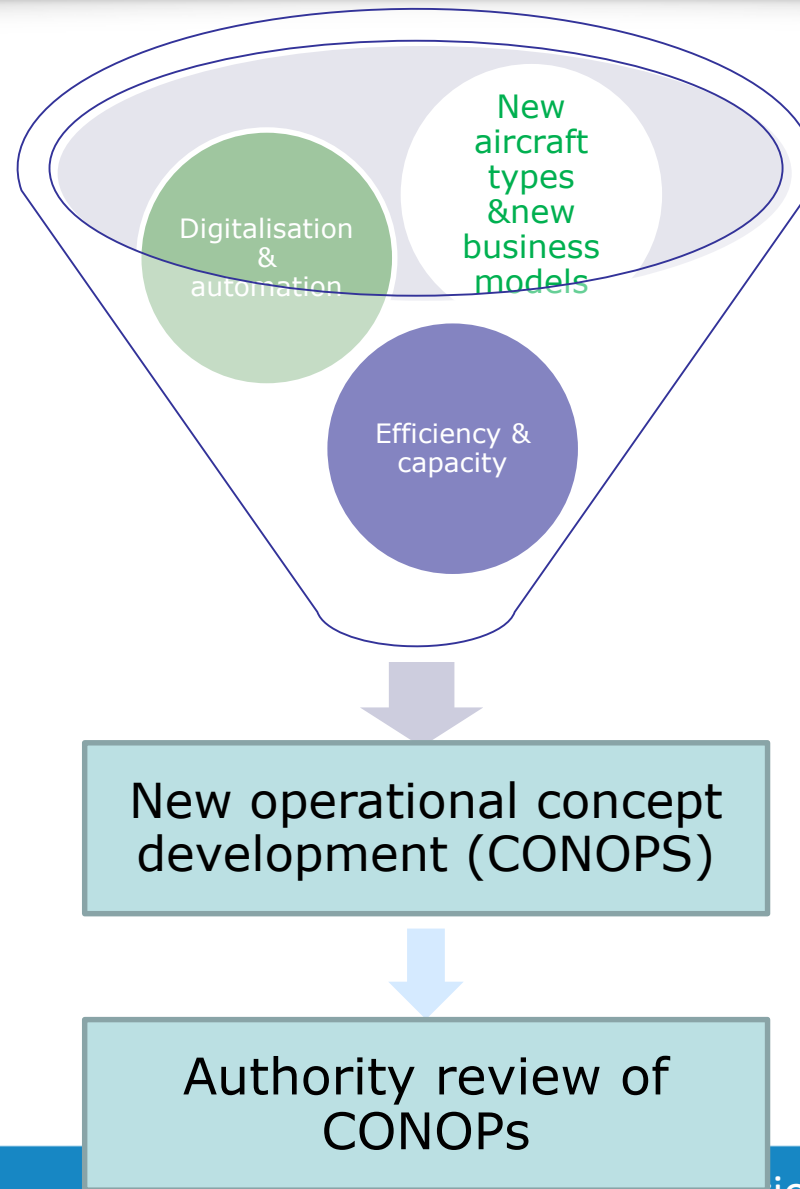 New
aircraft
types
&new
business
models
Digitalisation
&
automation
Efficiency &
capacity
New operational concept
development (CONOPS)
Authority review of
CONOPs